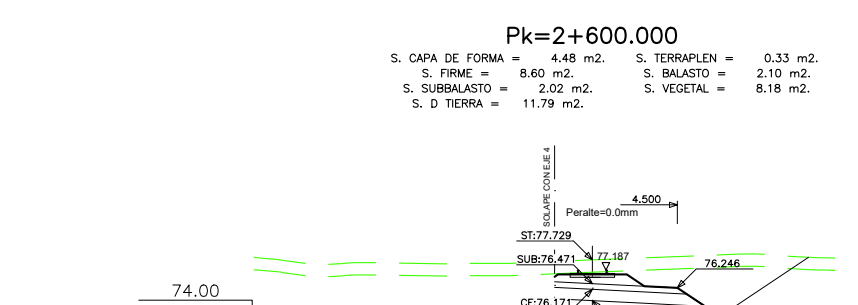 Pk=2+600.000
S. CAPA DE FORMA = 4.48 m2. S. TERRAPLEN = 0.33 m2.
S. FIRME = 8.60 m2. S. BALASTO = 2.10 m2.
S. SUBBALASTO = 2.02 m2. S. VEGETAL = 8.18 m2.
S. D TIERRA = 11.79 m2.
SOLAPE CON EJE 4
4.500
Peralte=0.0mm
ST:77.729
SUB:76.471
77.187
76.246
74.00
CF:76.171